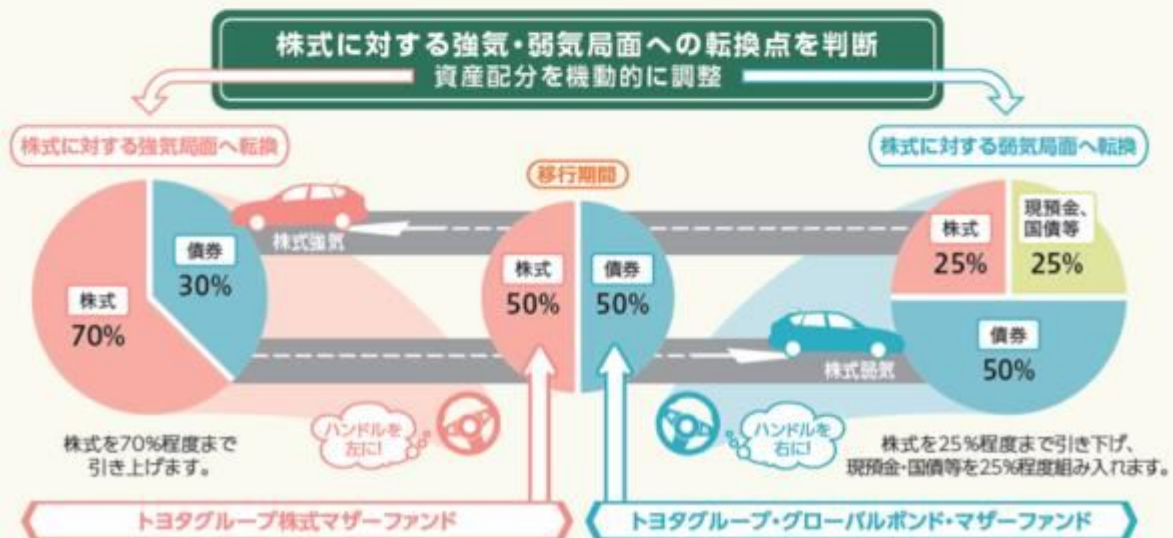 株式に対する強気・弱気局面への転換点を判断
資産配分を機動的に調整
株式に対する強気局面へ転換
株式に対する弱気局面へ転換
移行期間
株式
70%
債券
30%
株式強気
株式
50%
債券
50%
株式弱気
株式
25%
現預金、
国債等
25%
債券
50%
株式を70%程度まで
引き上げます。
ハンドルを
左に!
ハンドルを
右に!
株式を25%程度まで引き下げ、
現預金・国債等を25%程度組み入れます。
トヨタグループ株式マザーファンド
トヨタグループ・グローバルボンド・マザーファンド